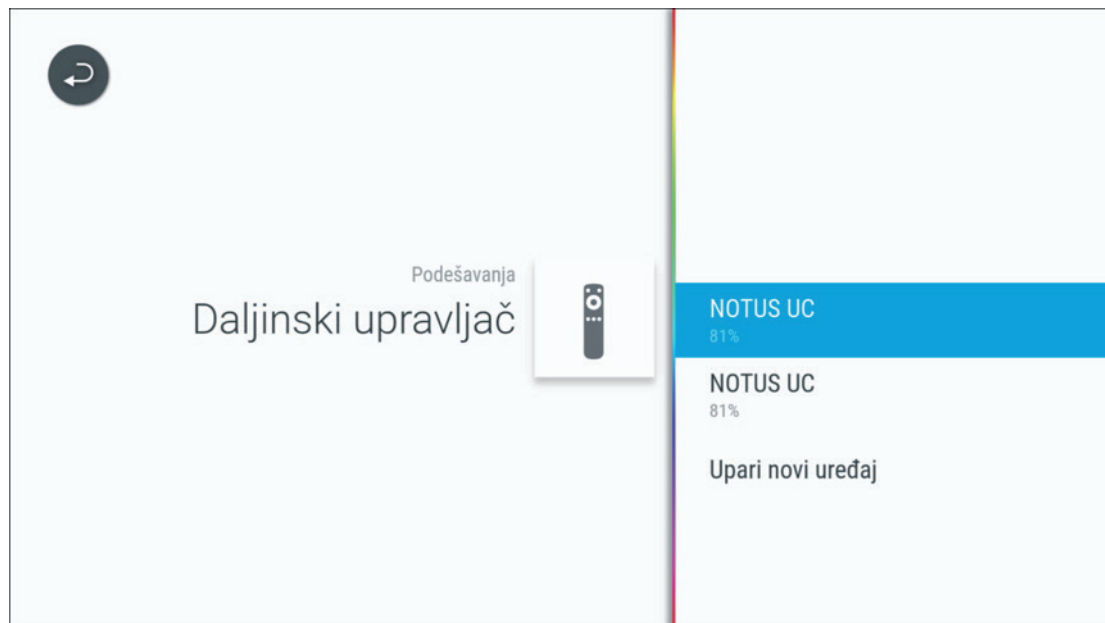 Podešavanja
Daljinski upravljač
NOTUS UC
81%
NOTUS UC
81%
Upari novi uređaj